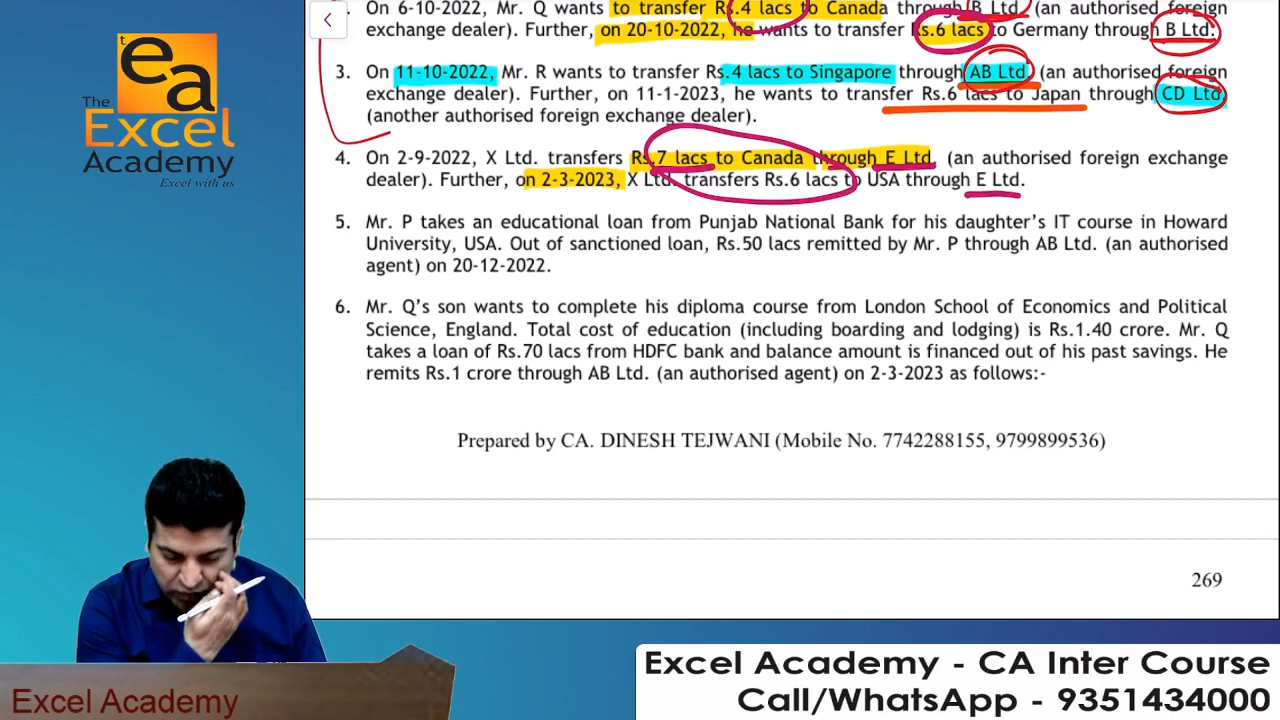 On 6-10-2022, Mr. Q wants to transfer Rs.4 lacs to Canada through B Ltd. (an authorised foreign
exchange dealer). Further, on 20-10-2022, he wants to transfer Rs.6 lacs to Germany through B Ltd.
3. On 11-10-2022, Mr. R wants to transfer Rs.4 lacs to Singapore through AB Ltd. (an authorised foreign
exchange dealer). Further, on 11-1-2023, he wants to transfer Rs.6 lacs to Japan through CD Ltd.
(another authorised foreign exchange dealer).
4. On 2-9-2022, X Ltd. transfers Rs.7 lacs to Canada through E Ltd. (an authorised foreign exchange
dealer). Further, on 2-3-2023, X Ltd. transfers Rs.6 lacs to USA through E Ltd.
5. Mr. P takes an educational loan from Punjab National Bank for his daughter's IT course in Howard
University, USA. Out of sanctioned loan, Rs.50 lacs remitted by Mr. P through AB Ltd. (an authorised
agent) on 20-12-2022.
6. Mr. Q's son wants to complete his diploma course from London School of Economics and Political
Science, England. Total cost of education (including boarding and lodging) is Rs.1.40 crore. Mr. Q
takes a loan of Rs.70 lacs from HDFC bank and balance amount is financed out of his past savings. He
remits Rs.1 crore through AB Ltd. (an authorised agent) on 2-3-2023 as follows:-
Prepared by CA. DINESH TEJWANI (Mobile No. 7742288155, 9799899536)
269
t
ea
The
Excel
Academy
Excel with us
Excel Academy
Excel Academy - CA Inter Course
Call/WhatsApp - 9351434000